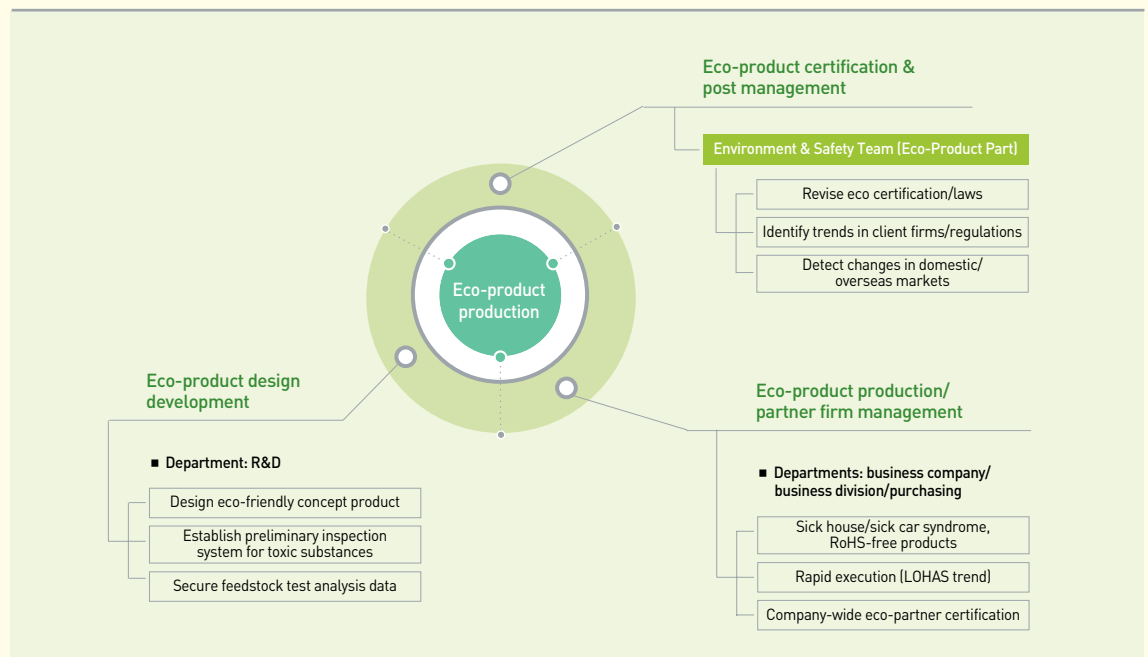 Eco-product certification &
post management
Environment & Safety Team (Eco-Product Part)
Revise eco certification/laws
Identify trends in client firms/regulations
Detect changes in domestic/
overseas markets
Eco-product
production
Eco-product design
development
■ Department: R&D
Design eco-friendly concept product
Establish preliminary inspection
system for toxic substances
Secure feedstock test analysis data
Eco-product production/
partner firm management
■ Departments: business company/
business division/purchasing
Sick house/sick car syndrome,
RoHS-free products
Rapid execution (LOHAS trend)
Company-wide eco-partner certification